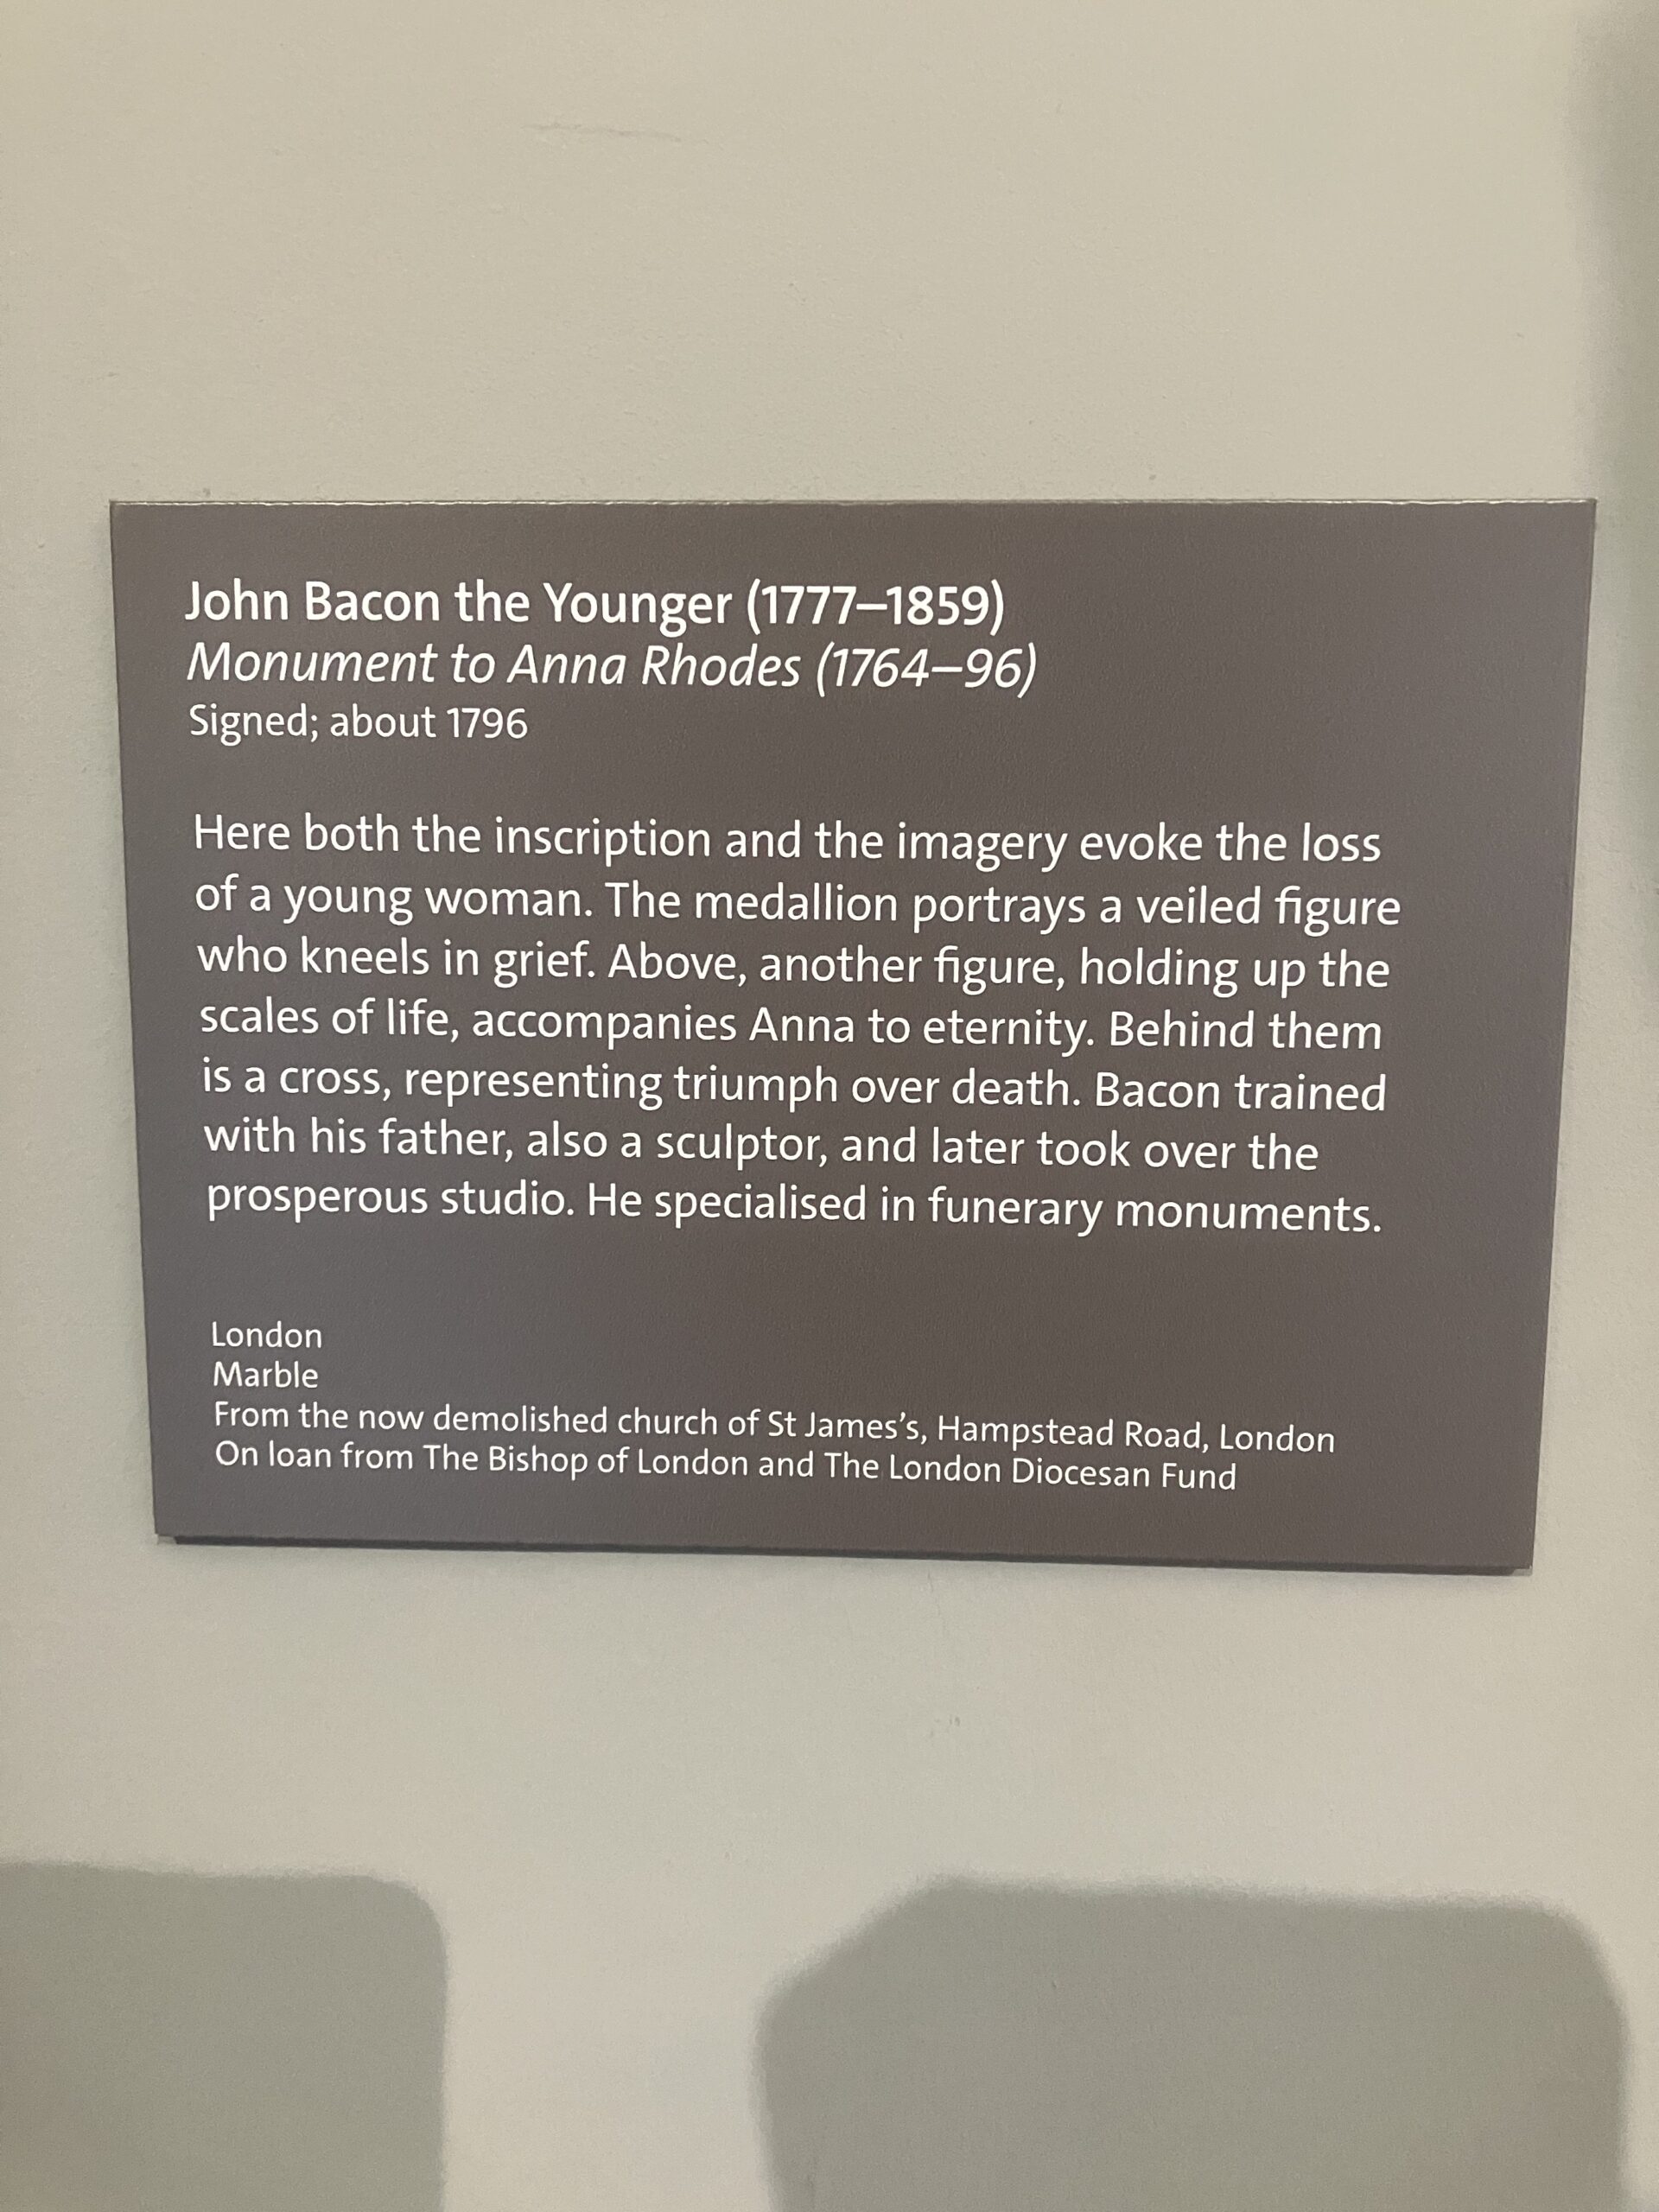 John Bacon the Younger (1777–1859)
Monument to Anna Rhodes (1764–96)
Signed; about 1796
Here both the inscription and the imagery evoke the loss
of a young woman. The medallion portrays a veiled figure
who kneels in grief. Above, another figure, holding up the
scales of life, accompanies Anna to eternity. Behind them
is a cross, representing triumph over death. Bacon trained
with his father, also a sculptor, and later took over the
prosperous studio. He specialised in funerary monuments.
London
Marble
From the now demolished church of St James’s, Hampstead Road, London
On loan from The Bishop of London and The London Diocesan Fund